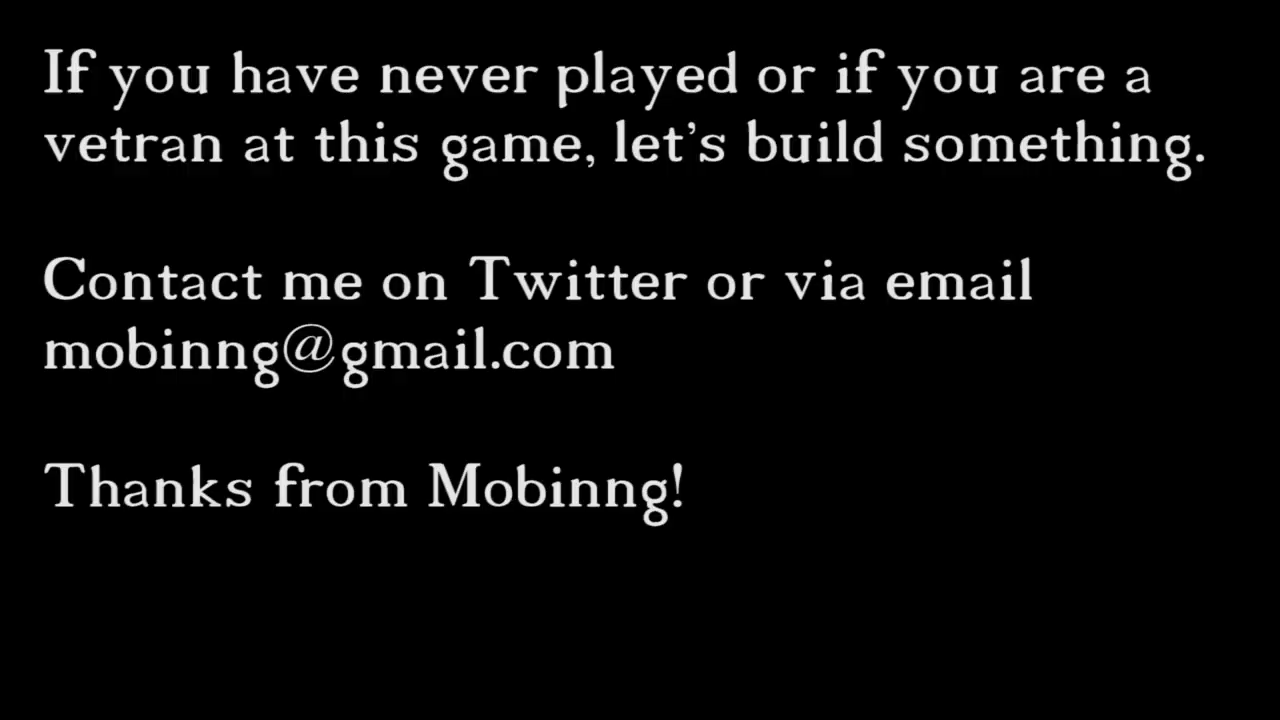 If you have never played or if you are a
vetran at this game, let's build something.
Contact me on Twitter or via email
mobinng@gmail.com
Thanks from Mobinng!